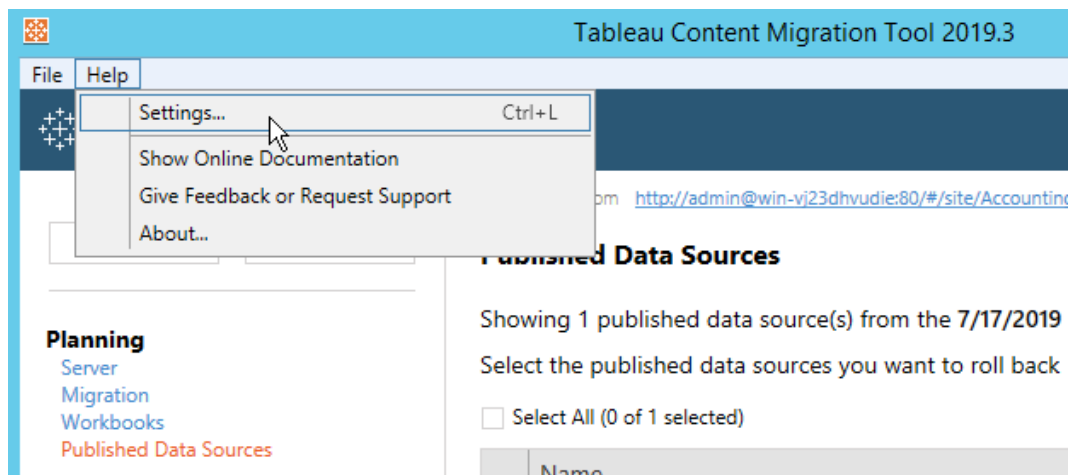 Tableau Content Migration Tool 2019.3
File Help
Settings... Ctrl+L
Show Online Documentation
Give Feedback or Request Support
About...
http://admin@win-vj23dhvudie:80/#/site/Accounting
Published Data Sources
Showing 1 published data source(s) from the 7/17/2019
Select the published data sources you want to roll back
Select All (0 of 1 selected)
Name
Planning
Server
Migration
Workbooks
Published Data Sources